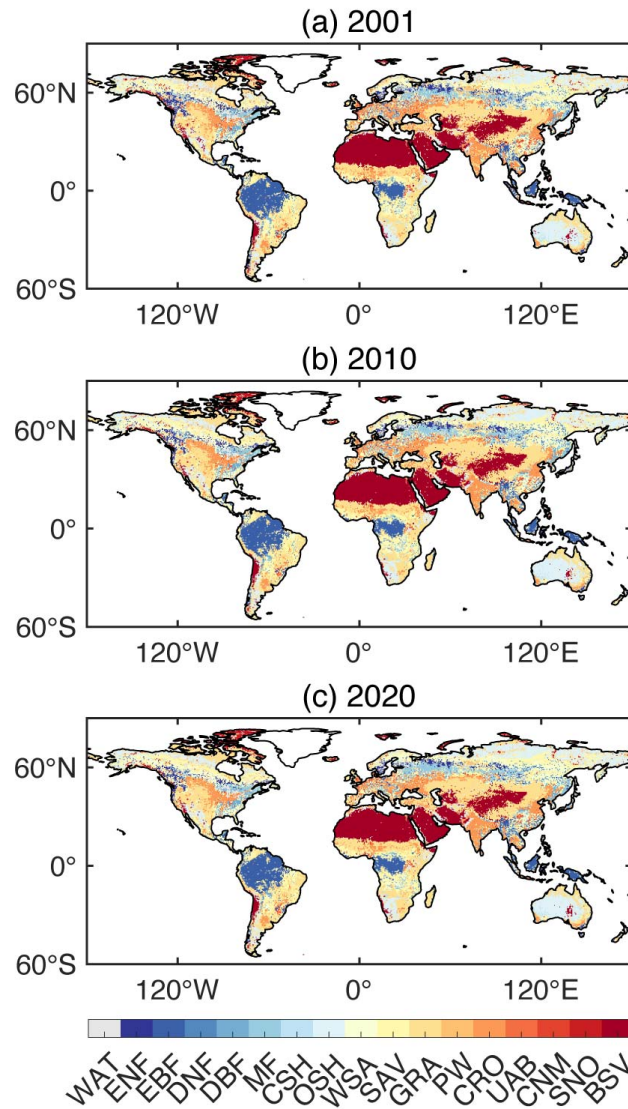 (a) 2001
60°N
0°
60°S
120°W 0° 120°E
(b) 2010
60°N
0°
60°S
120°W 0° 120°E
(c) 2020
60°N
0°
60°S
120°W 0° 120°E
WAT ENF EBF DNF DBF MF CSH OSH WSA SAV GRA PW CRO UAB CNM SNO BSV